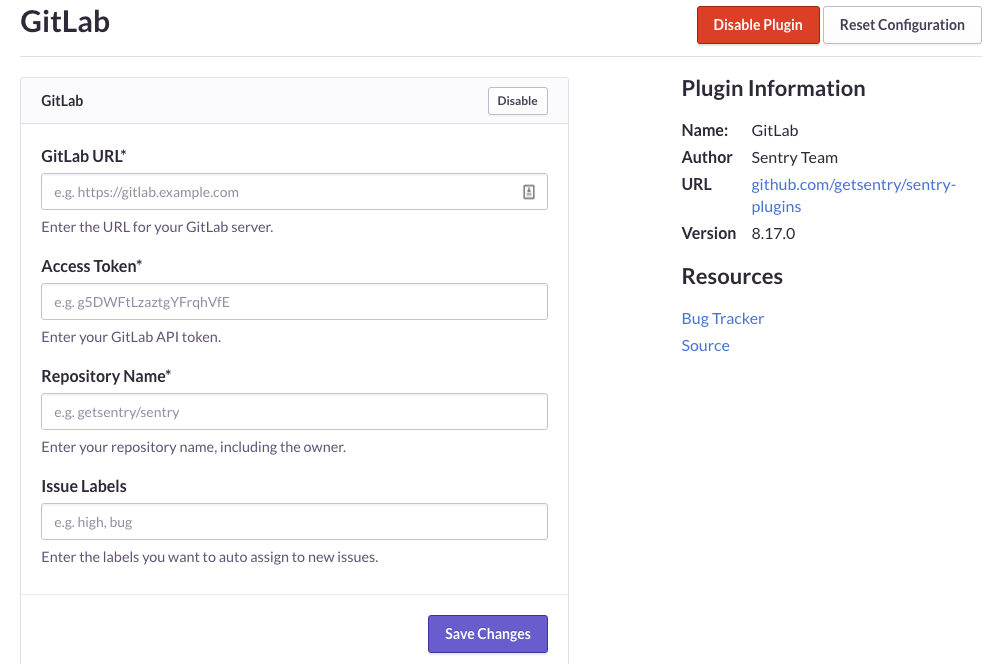 GitLab
Disable Plugin
Reset Configuration
GitLab
Disable
GitLab URL*
e.g. https://gitlab.example.com
Enter the URL for your GitLab server.
Access Token*
e.g. g5DWFtLzaztgYFrqhVfE
Enter your GitLab API token.
Repository Name*
e.g. getsentry/sentry
Enter your repository name, including the owner.
Issue Labels
e.g. high, bug
Enter the labels you want to auto assign to new issues.
Save Changes
Plugin Information
Name: GitLab
Author Sentry Team
URL github.com/getsentry/sentry-
plugins
Version 8.17.0
Resources
Bug Tracker
Source